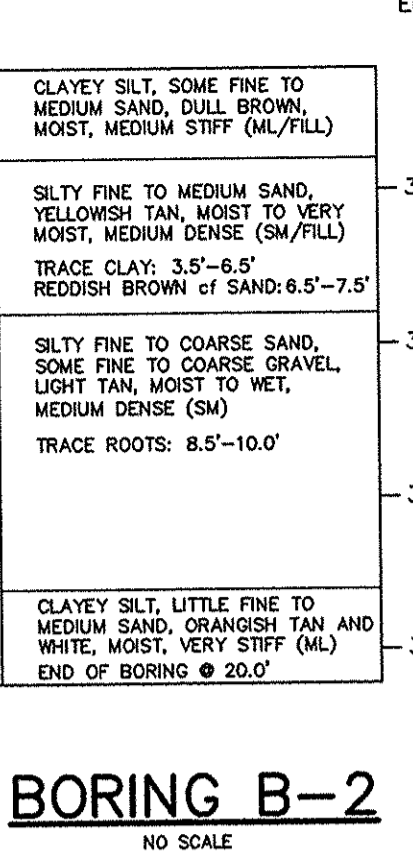 E
CLAYEY SILT, SOME FINE TO
MEDIUM SAND, DULL BROWN,
MOIST, MEDIUM STIFF (ML/FILL)
SILTY FINE TO MEDIUM SAND,
YELLOWISH TAN, MOIST TO VERY
MOIST, MEDIUM DENSE (SM/FILL)
TRACE CLAY: 3.5'-6.5'
REDDISH BROWN cf SAND: 6.5'-7.5'
SILTY FINE TO COARSE SAND,
SOME FINE TO COARSE GRAVEL,
LIGHT TAN, MOIST TO WET,
MEDIUM DENSE (SM)
TRACE ROOTS: 8.5'-10.0'
CLAYEY SILT, LITTLE FINE TO
MEDIUM SAND, ORANGISH TAN AND
WHITE, MOIST, VERY STIFF (ML)
END OF BORING @ 20.0'
BORING B-2
NO SCALE